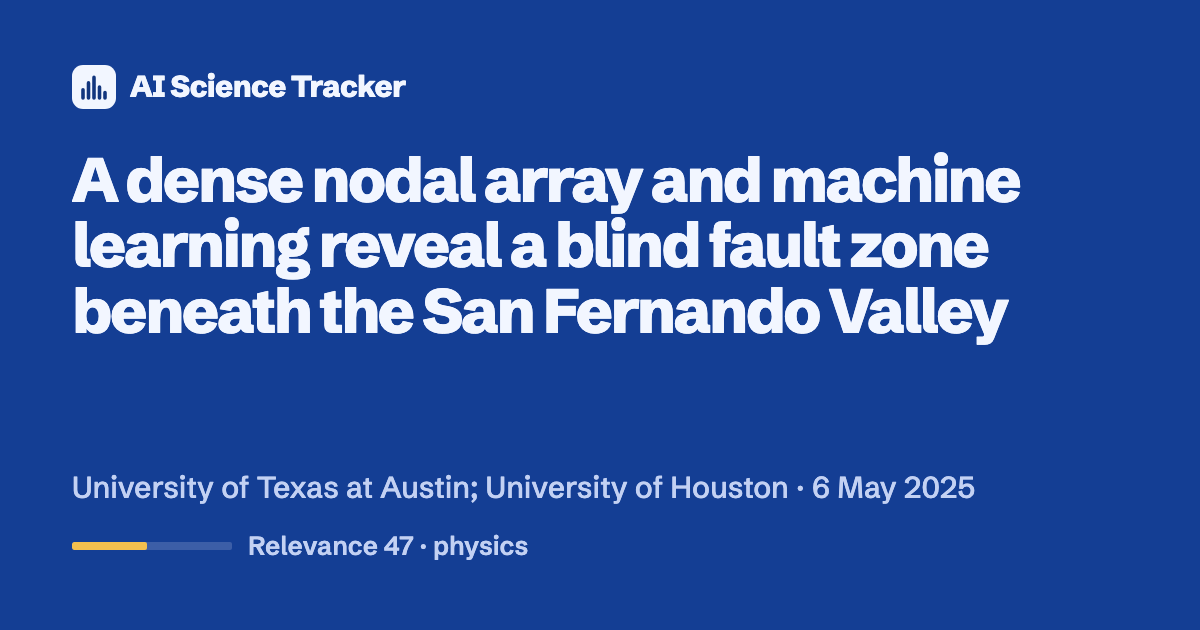 AI Science Tracker
A dense nodal array and machine
learning reveal a blind fault zone
beneath the San Fernando Valley
University of Texas at Austin; University of Houston · 6 May 2025
Relevance 47 · physics